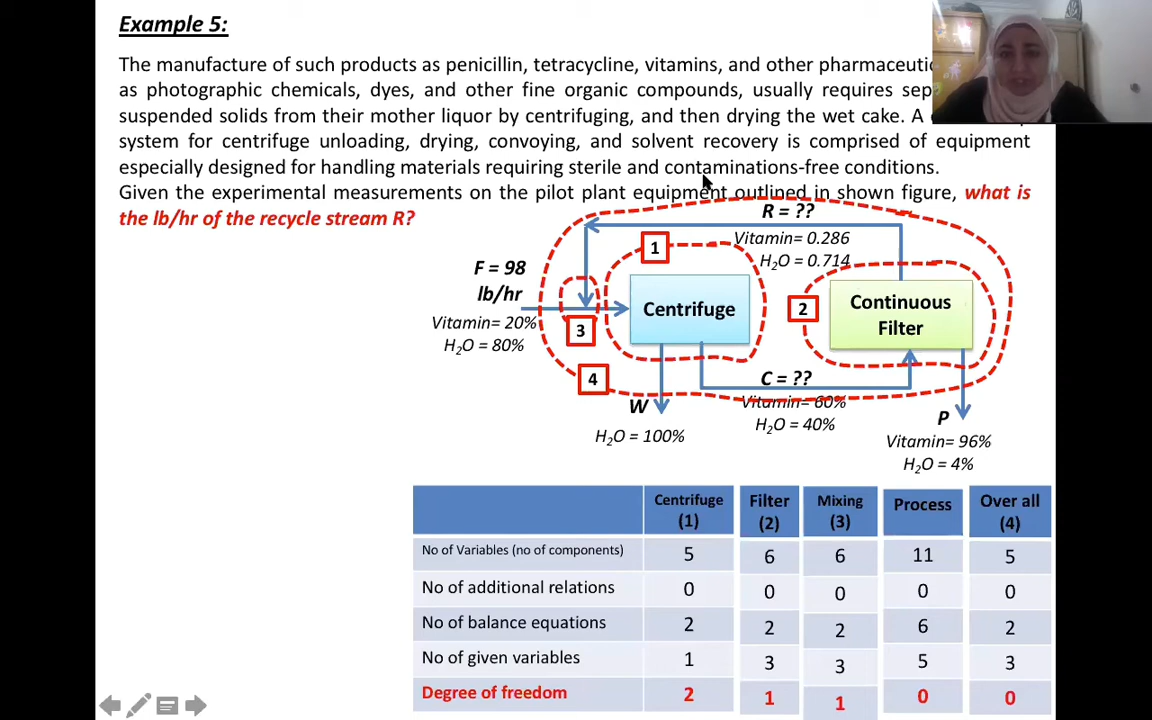 Example 5:
The manufacture of such products as penicillin, tetracycline, vitamins, and other
as photographic chemicals, dyes, and other fine organic compounds, usually requires
suspended solids from their mother liquor by centrifuging, and then drying the wet cake. A
system for centrifuge unloading, drying, convoying, and solvent recovery is comprised of equipment
especially designed for handling materials requiring sterile and contaminations-free conditions.
Given the experimental measurements on the pilot plant equipment outlined in shown figure, what is
the lb/hr of the recycle stream R?
R = ??
Vitamin= 0.286
H₂O = 0.714
1
F = 98
lb/hr
Vitamin= 20%
H₂O = 80%
Centrifuge
2
Continuous
Filter
3
4
C = ??
Vitamin= 60%
H₂O = 40%
W
H₂O = 100%
P
Vitamin= 96%
H₂O = 4%
Centrifuge (1) Filter (2) Mixing (3) Process Over all (4)
No of Variables (no of components) 5 6 6 11 5
No of additional relations 0 0 0 0 0
No of balance equations 2 2 2 6 2
No of given variables 1 3 3 5 3
Degree of freedom 2 1 1 0 0